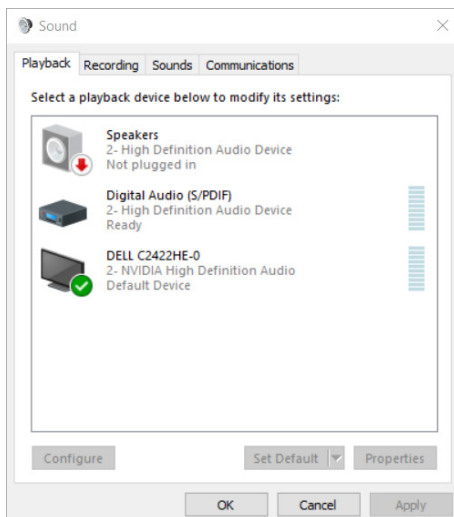 Sound
Playback Recording Sounds Communications
Select a playback device below to modify its settings:
Speakers
2- High Definition Audio Device
Not plugged in
Digital Audio (S/PDIF)
2- High Definition Audio Device
Ready
DELL C2422HE-0
2- NVIDIA High Definition Audio
Default Device
Configure Set Default Properties
OK Cancel Apply